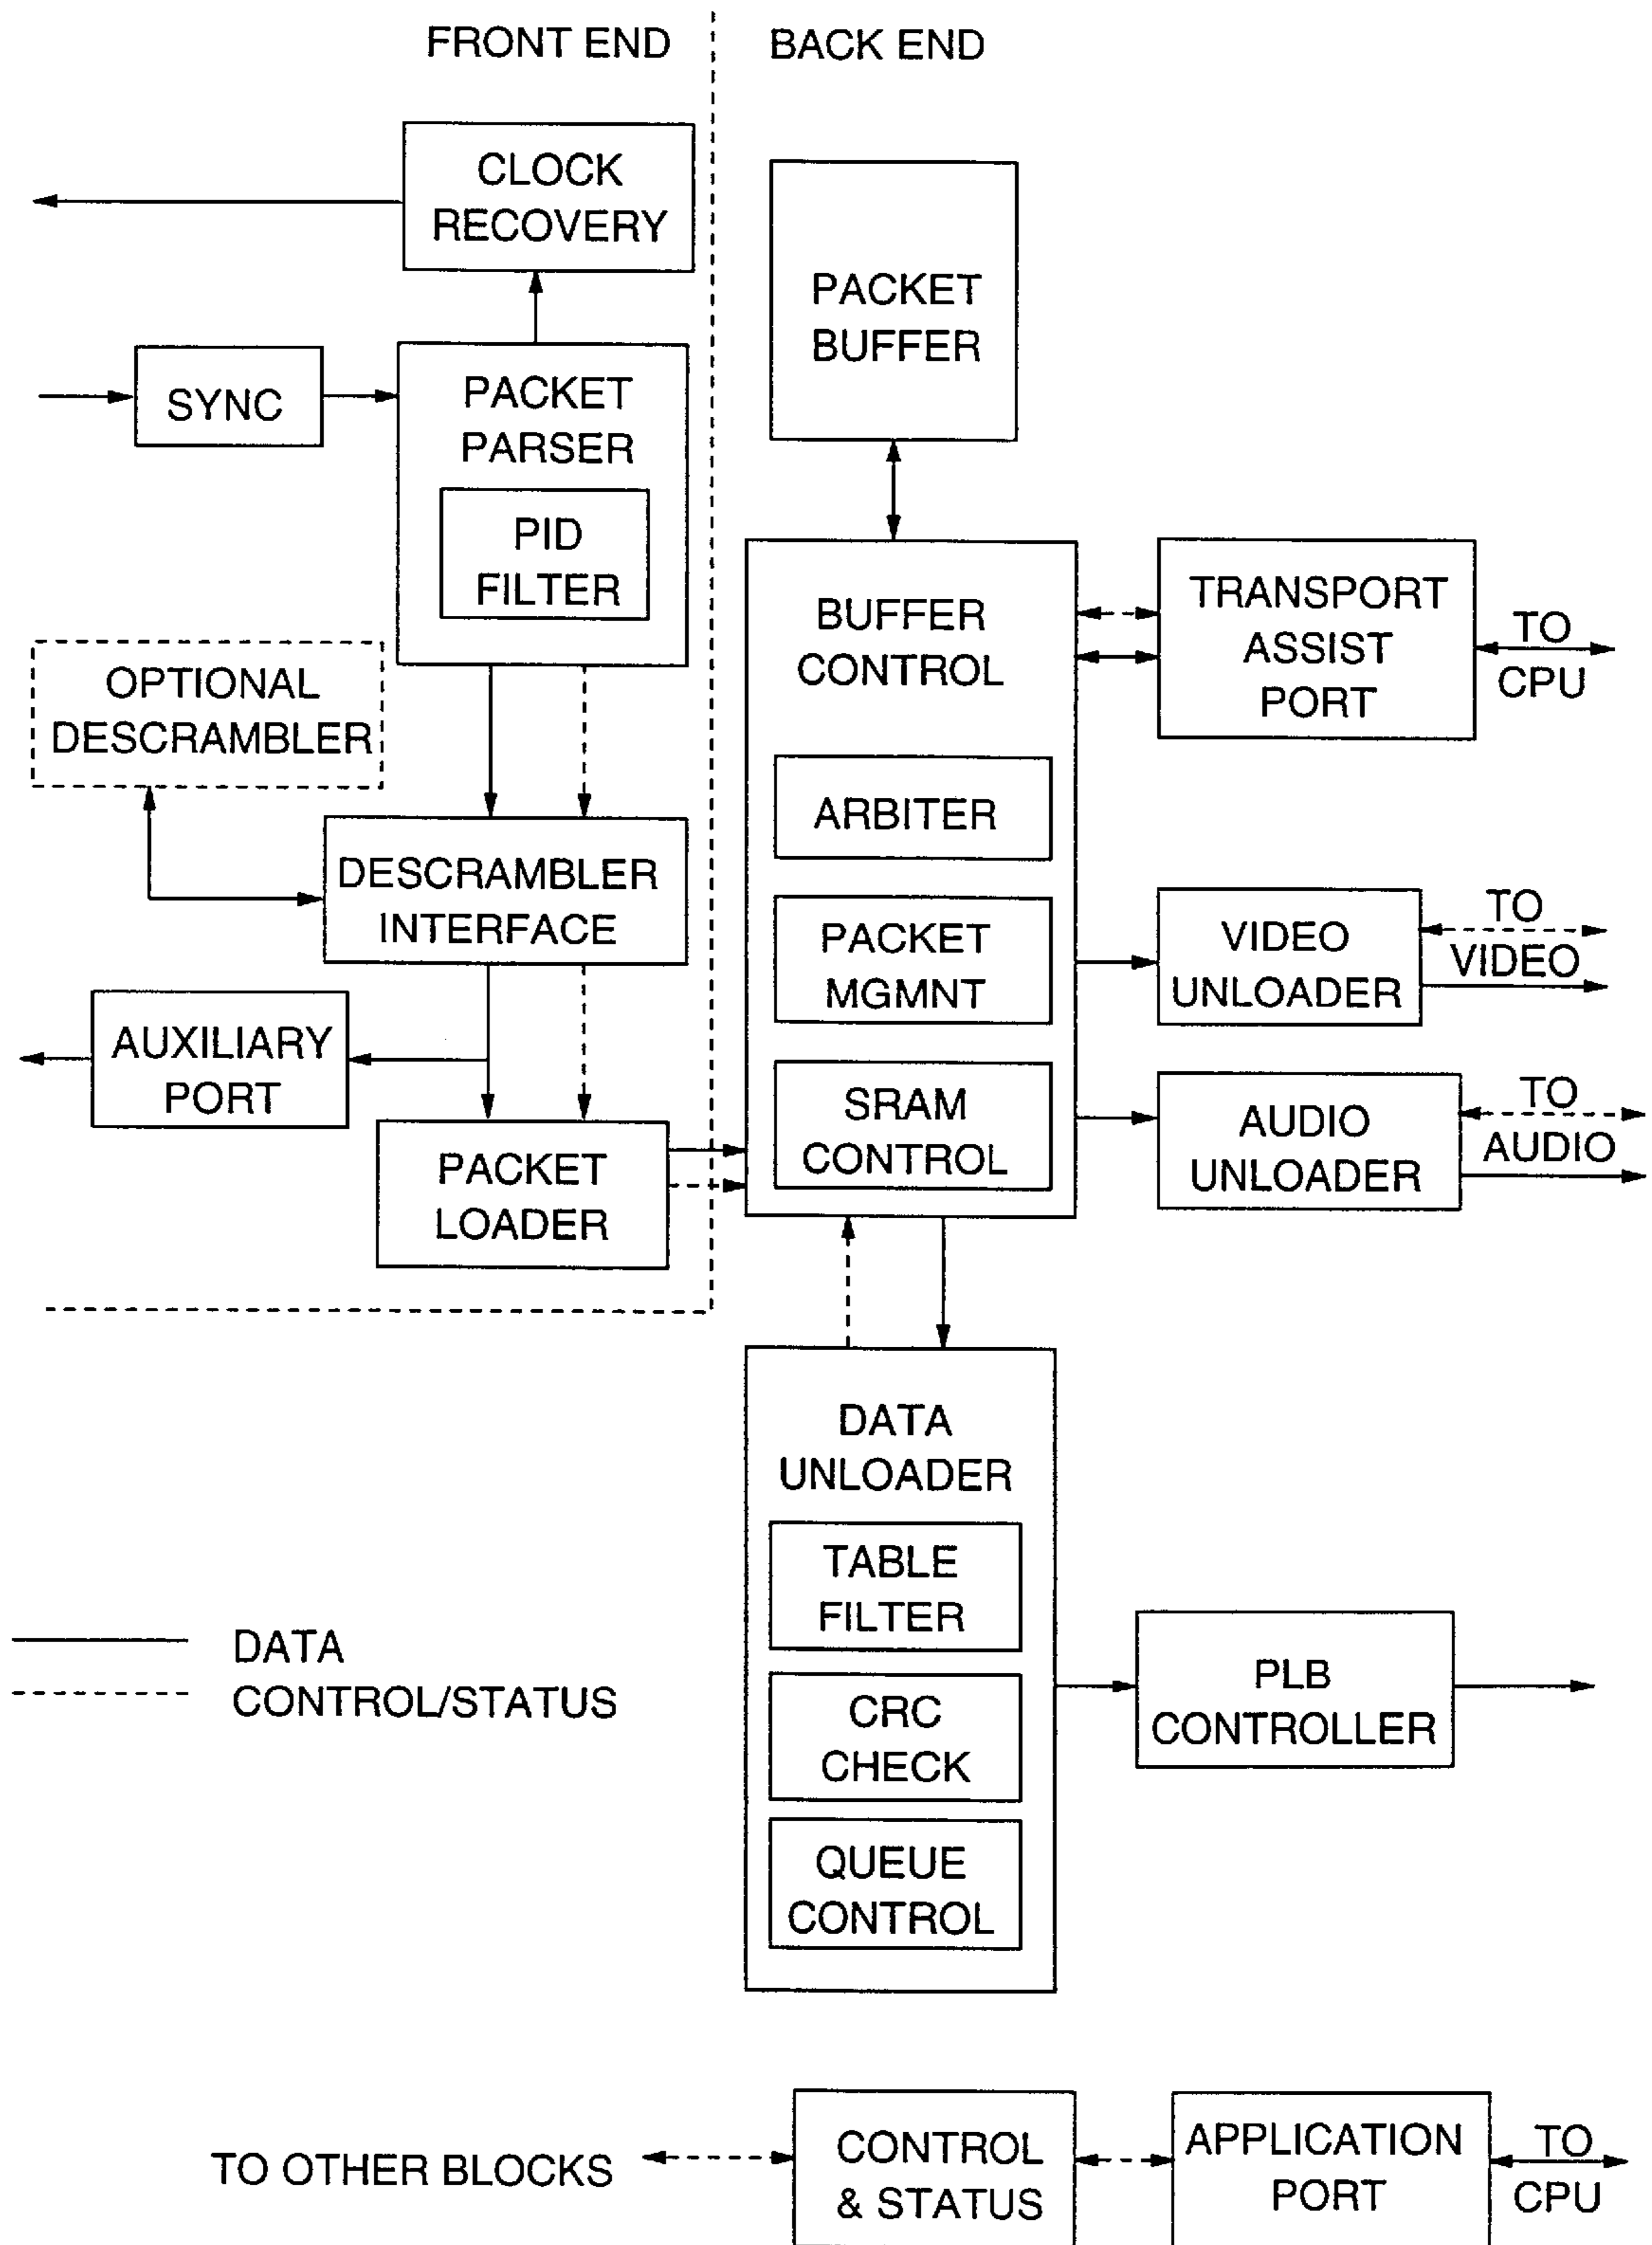 FRONT END
BACK END
CLOCK
RECOVERY
SYNC
PACKET
PARSER
PID
FILTER
OPTIONAL
DESCRAMBLER
DESCRAMBLER
INTERFACE
AUXILIARY
PORT
PACKET
LOADER
PACKET
BUFFER
BUFFER
CONTROL
ARBITER
PACKET
MGMNT
SRAM
CONTROL
TRANSPORT
ASSIST
PORT
TO
CPU
VIDEO
UNLOADER
TO
VIDEO
AUDIO
UNLOADER
TO
AUDIO
DATA
UNLOADER
TABLE
FILTER
CRC
CHECK
QUEUE
CONTROL
PLB
CONTROLLER
DATA
CONTROL/STATUS
TO OTHER BLOCKS
CONTROL
& STATUS
APPLICATION
PORT
TO
CPU